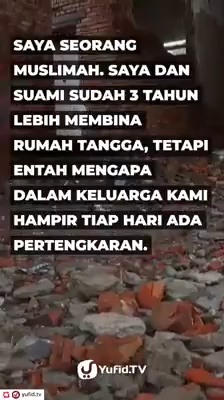 SAYA SEORANG
MUSLIMAH. SAYA DAN
SUAMI SUDAH 3 TAHUN
LEBIH MEMBINA
RUMAH TANGGA, TETAPI
ENTAH MENGAPA
DALAM KELUARGA KAMI
HAMPIR TIAP HARI ADA
PERTENGKARAN.
Yufid.TV
yufid.tv